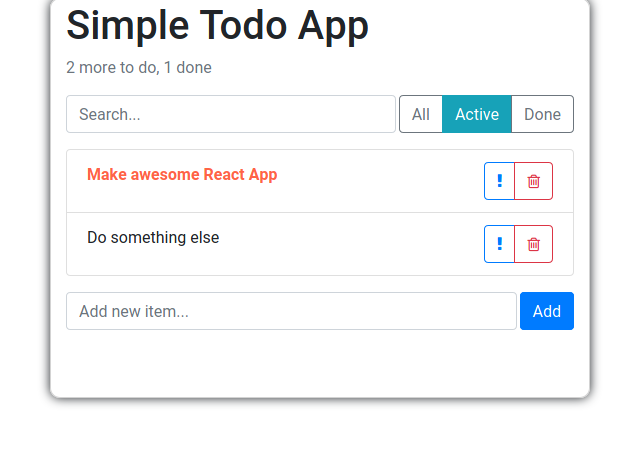 Simple Todo App
2 more to do, 1 done
Search... All Active Done
Make awesome React App !
Do something else !
Add new item... Add